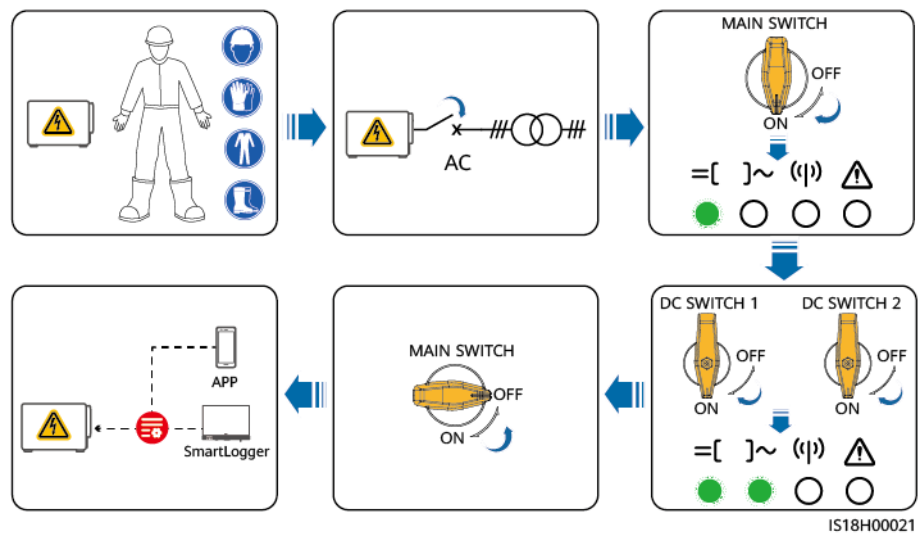 MAIN SWITCH
OFF
ON
AC
DC SWITCH 1
DC SWITCH 2
OFF
OFF
ON
ON
MAIN SWITCH
OFF
ON
APP
SmartLogger
IS18H00021